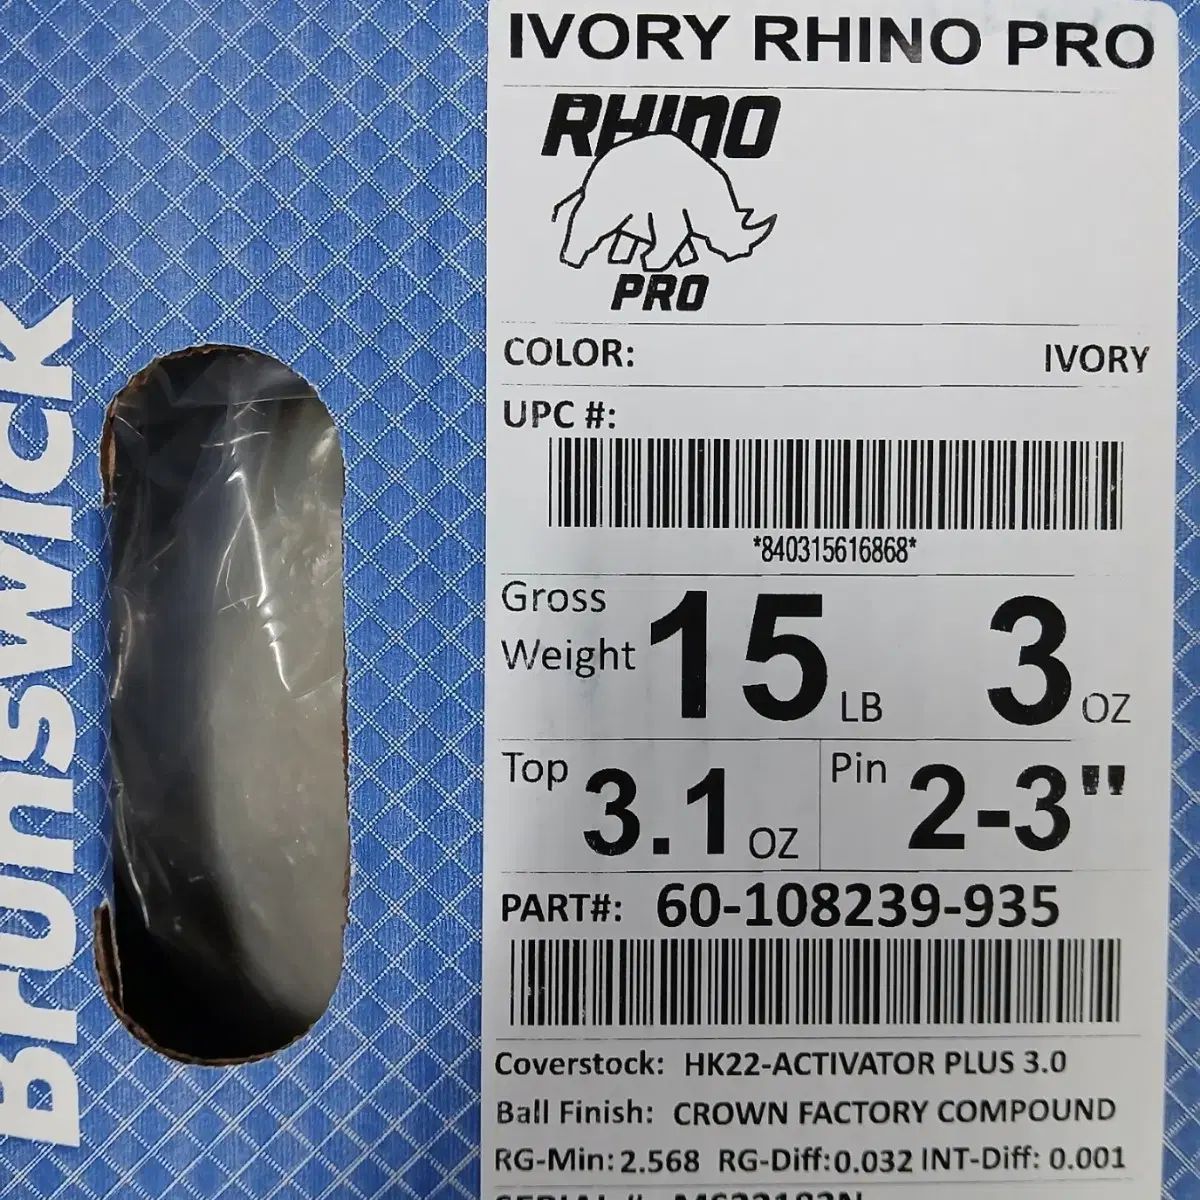 IVORY RHINO PRO
RHINO
PRO
COLOR: IVORY
UPC #:
*840315616868*
Gross Weight 15 LB 3 OZ
Top 3.1 OZ Pin 2-3"
PART#: 60-108239-935
Coverstock: HK22-ACTIVATOR PLUS 3.0
Ball Finish: CROWN FACTORY COMPOUND
RG-Min: 2.568 RG-Diff: 0.032 INT-Diff: 0.001
Brunswick